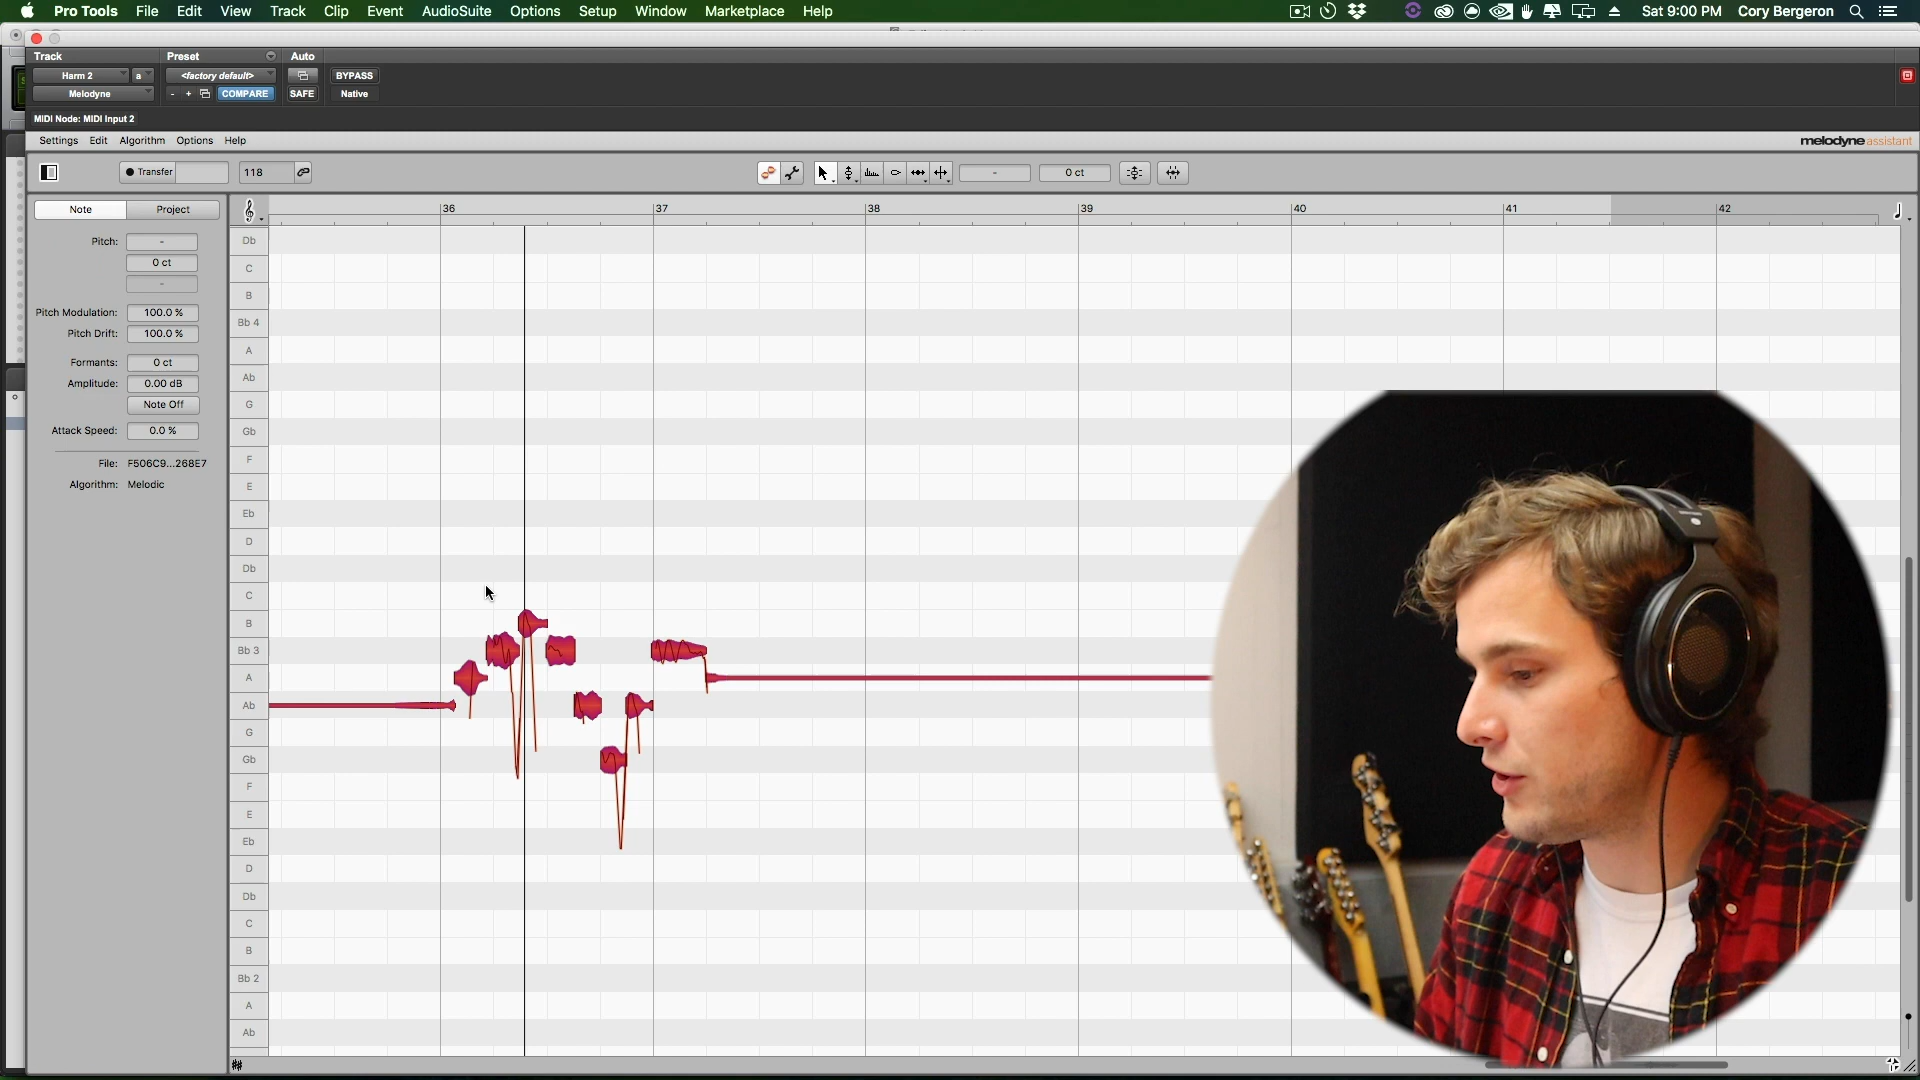 Pro Tools File Edit View Track Clip Event AudioSuite Options Setup Window Marketplace Help Sat 9:00 PM Cory Bergeron
Track Preset Auto
Harm 2 a <factory default> BYPASS
Melodyne - + COMPARE SAFE Native
MIDI Node: MIDI Input 2
Settings Edit Algorithm Options Help melodyne assistant
Transfer 118 - 0 ct
Note Project 36 37 38 39 40 41 42
Pitch: -
0 ct
-
Pitch Modulation: 100.0 %
Pitch Drift: 100.0 %
Formants: 0 ct
Amplitude: 0.00 dB
Note Off
Attack Speed: 0.0 %
File: F506C9...268E7
Algorithm: Melodic
Db
C
B
Bb 4
A
Ab
G
Gb
F
E
Eb
D
Db
C
B
Bb 3
A
Ab
G
Gb
F
E
Eb
D
Db
C
B
Bb 2
A
Ab